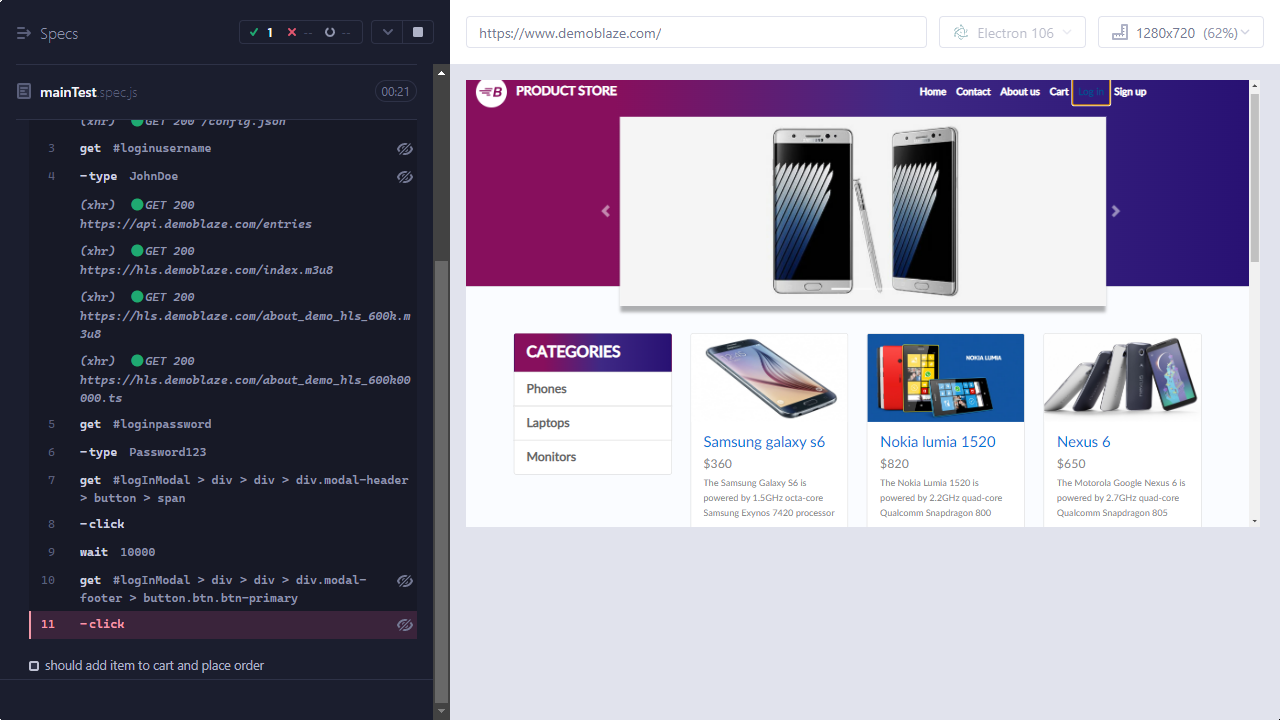 Specs
1
--
--
mainTest spec.js
00:21
(xhr) GET 200 /config.json
3 get #loginusername
4 -type JohnDoe
(xhr) GET 200
https://api.demoblaze.com/entries
(xhr) GET 200
https://hls.demoblaze.com/index.m3u8
(xhr) GET 200
https://hls.demoblaze.com/about_demo_hls_600k.m
3u8
(xhr) GET 200
https://hls.demoblaze.com/about_demo_hls_600k00
000.ts
5 get #loginpassword
6 -type Password123
7 get #logInModal > div > div > div.modal-header
> button > span
8 -click
9 wait 10000
10 get #logInModal > div > div > div.modal-
footer > button.btn.btn-primary
11 -click
should add item to cart and place order
https://www.demoblaze.com/
Electron 106
1280x720 (62%)
B PRODUCT STORE
Home Contact About us Cart Log in Sign up
CATEGORIES
Phones
Laptops
Monitors
Samsung galaxy s6
$360
The Samsung Galaxy S6 is
powered by 1.5GHz octa-core
Samsung Exynos 7420 processor
NOKIA LUMIA
Nokia lumia 1520
$820
The Nokia Lumia 1520 is
powered by 2.2GHz quad-core
Qualcomm Snapdragon 800
Nexus 6
$650
The Motorola Google Nexus 6 is
powered by 2.7GHz quad-core
Qualcomm Snapdragon 805